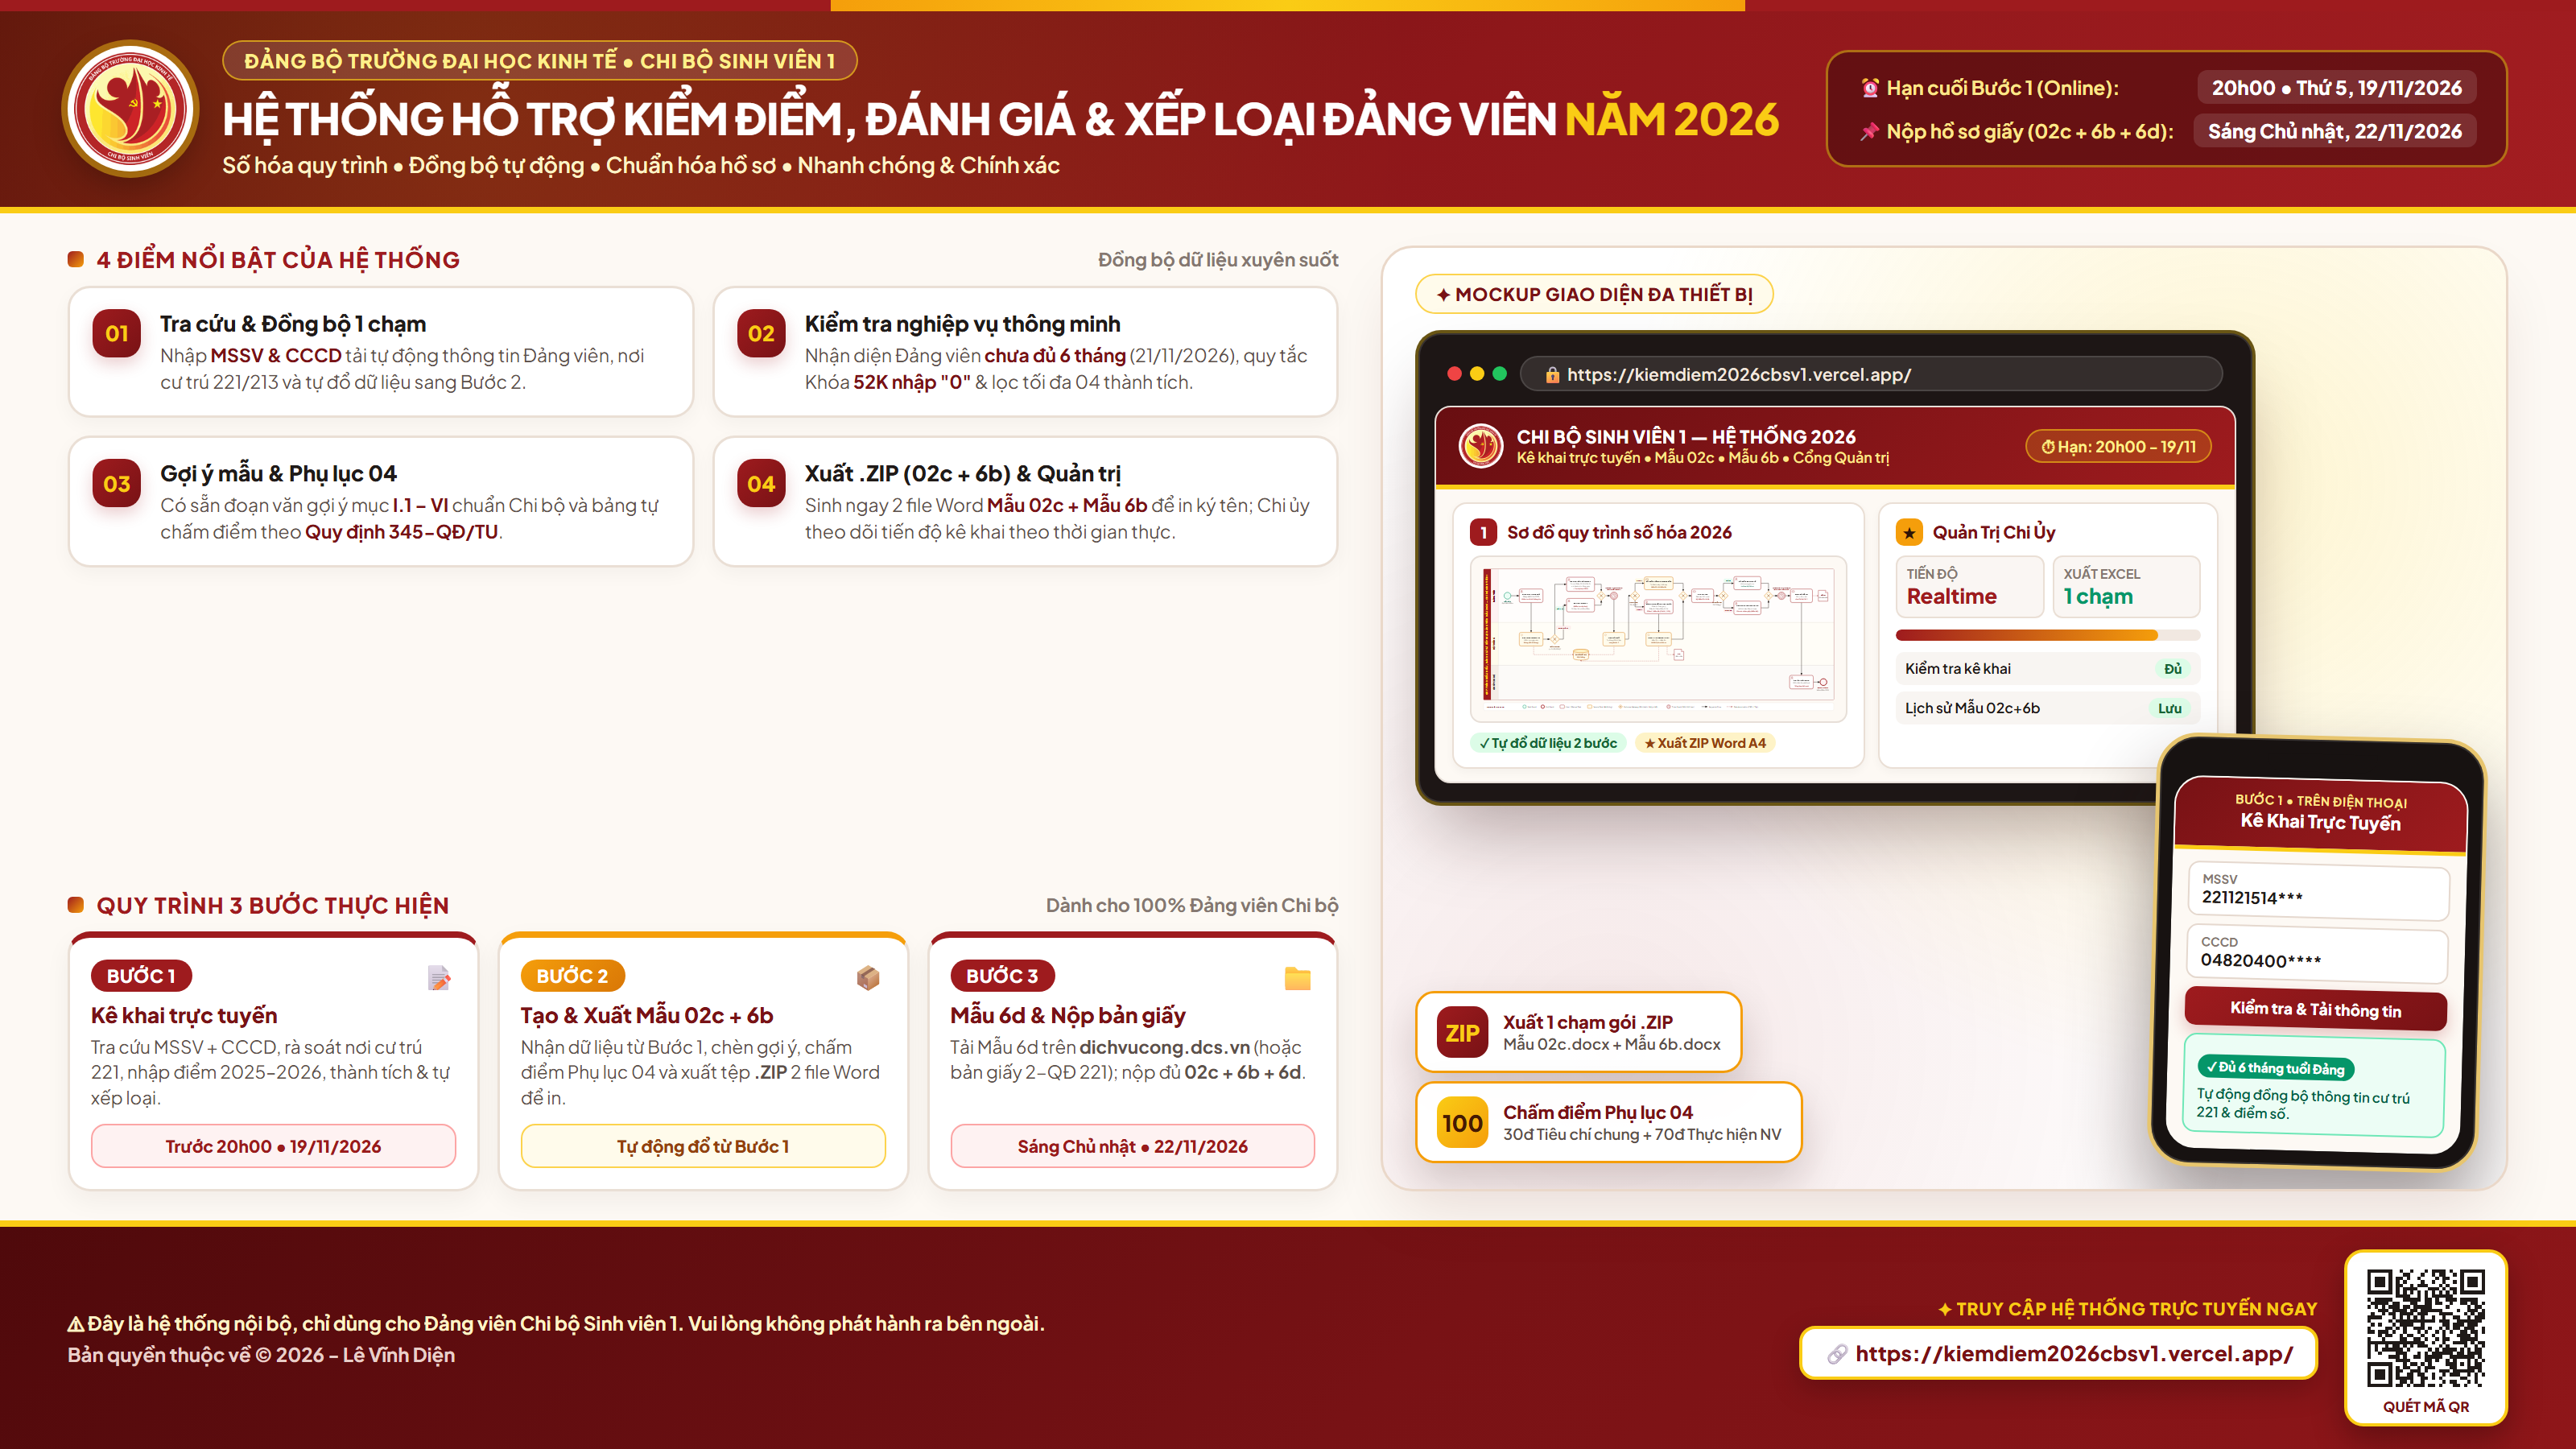 ĐẢNG BỘ TRƯỜNG ĐẠI HỌC KINH TẾ
CHI BỘ SINH VIÊN
ĐẢNG BỘ TRƯỜNG ĐẠI HỌC KINH TẾ ● CHI BỘ SINH VIÊN 1
HỆ THỐNG HỖ TRỢ KIỂM ĐIỂM, ĐÁNH GIÁ & XẾP LOẠI ĐẢNG VIÊN NĂM 2026
Số hóa quy trình ● Đồng bộ tự động ● Chuẩn hóa hồ sơ ● Nhanh chóng & Chính xác
⏰ Hạn cuối Bước 1 (Online): 20h00 ● Thứ 5, 19/11/2026
📌 Nộp hồ sơ giấy (02c + 6b + 6d): Sáng Chủ nhật, 22/11/2026
4 ĐIỂM NỔI BẬT CỦA HỆ THỐNG
Đồng bộ dữ liệu xuyên suốt
01
Tra cứu & Đồng bộ 1 chạm
Nhập MSSV & CCCD tải tự động thông tin Đảng viên, nơi
cư trú 221/213 và tự đổ dữ liệu sang Bước 2.
02
Kiểm tra nghiệp vụ thông minh
Nhận diện Đảng viên chưa đủ 6 tháng (21/11/2026), quy tắc
Khóa 52K nhập "0" & lọc tối đa 04 thành tích.
03
Gợi ý mẫu & Phụ lục 04
Có sẵn đoạn văn gợi ý mục I.1 – VI chuẩn Chi bộ và bảng tự
chấm điểm theo Quy định 345-QĐ/TU.
04
Xuất .ZIP (02c + 6b) & Quản trị
Sinh ngay 2 file Word Mẫu 02c + Mẫu 6b để in ký tên; Chi ủy
theo dõi tiến độ kê khai theo thời gian thực.
QUY TRÌNH 3 BƯỚC THỰC HIỆN
Dành cho 100% Đảng viên Chi bộ
BƯỚC 1
Kê khai trực tuyến
Tra cứu MSSV + CCCD, rà soát nơi cư trú
221, nhập điểm 2025-2026, thành tích & tự
xếp loại.
Trước 20h00 ● 19/11/2026
BƯỚC 2
Tạo & Xuất Mẫu 02c + 6b
Nhận dữ liệu từ Bước 1, chèn gợi ý, chấm
điểm Phụ lục 04 và xuất tệp .ZIP 2 file Word
để in.
Tự động đổ từ Bước 1
BƯỚC 3
Mẫu 6d & Nộp bản giấy
Tải Mẫu 6d trên dichvucong.dcs.vn (hoặc
bản giấy 2-QĐ 221); nộp đủ 02c + 6b + 6d.
Sáng Chủ nhật ● 22/11/2026
✦ MOCKUP GIAO DIỆN ĐA THIẾT BỊ
🔒 https://kiemdiem2026cbsv1.vercel.app/
CHI BỘ SINH VIÊN 1 — HỆ THỐNG 2026
Kê khai trực tuyến ● Mẫu 02c ● Mẫu 6b ● Cổng Quản trị
⏱ Hạn: 20h00 - 19/11
1 Sơ đồ quy trình số hóa 2026
✓ Tự đổ dữ liệu 2 bước
★ Xuất ZIP Word A4
★ Quản Trị Chi Ủy
TIẾN ĐỘ
Realtime
XUẤT EXCEL
1 chạm
Kiểm tra kê khai Đủ
Lịch sử Mẫu 02c+6b Lưu
BƯỚC 1 ● TRÊN ĐIỆN THOẠI
Kê Khai Trực Tuyến
MSSV
221121514***
CCCD
04820400****
Kiểm tra & Tải thông tin
✓ Đủ 6 tháng tuổi Đảng
Tự động đồng bộ thông tin cư trú
221 & điểm số.
ZIP
Xuất 1 chạm gói .ZIP
Mẫu 02c.docx + Mẫu 6b.docx
100
Chấm điểm Phụ lục 04
30đ Tiêu chí chung + 70đ Thực hiện NV
⚠ Đây là hệ thống nội bộ, chỉ dùng cho Đảng viên Chi bộ Sinh viên 1. Vui lòng không phát hành ra bên ngoài.
Bản quyền thuộc về © 2026 - Lê Vĩnh Diện
✦ TRUY CẬP HỆ THỐNG TRỰC TUYẾN NGAY
🔗 https://kiemdiem2026cbsv1.vercel.app/
QUÉT MÃ QR